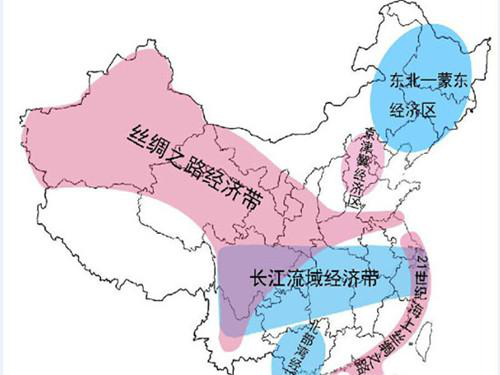 东北一蒙东
经济区
京津冀经济区
丝绸之路经济带
长江流域经济带
21世纪海上丝绸之路
北部湾经